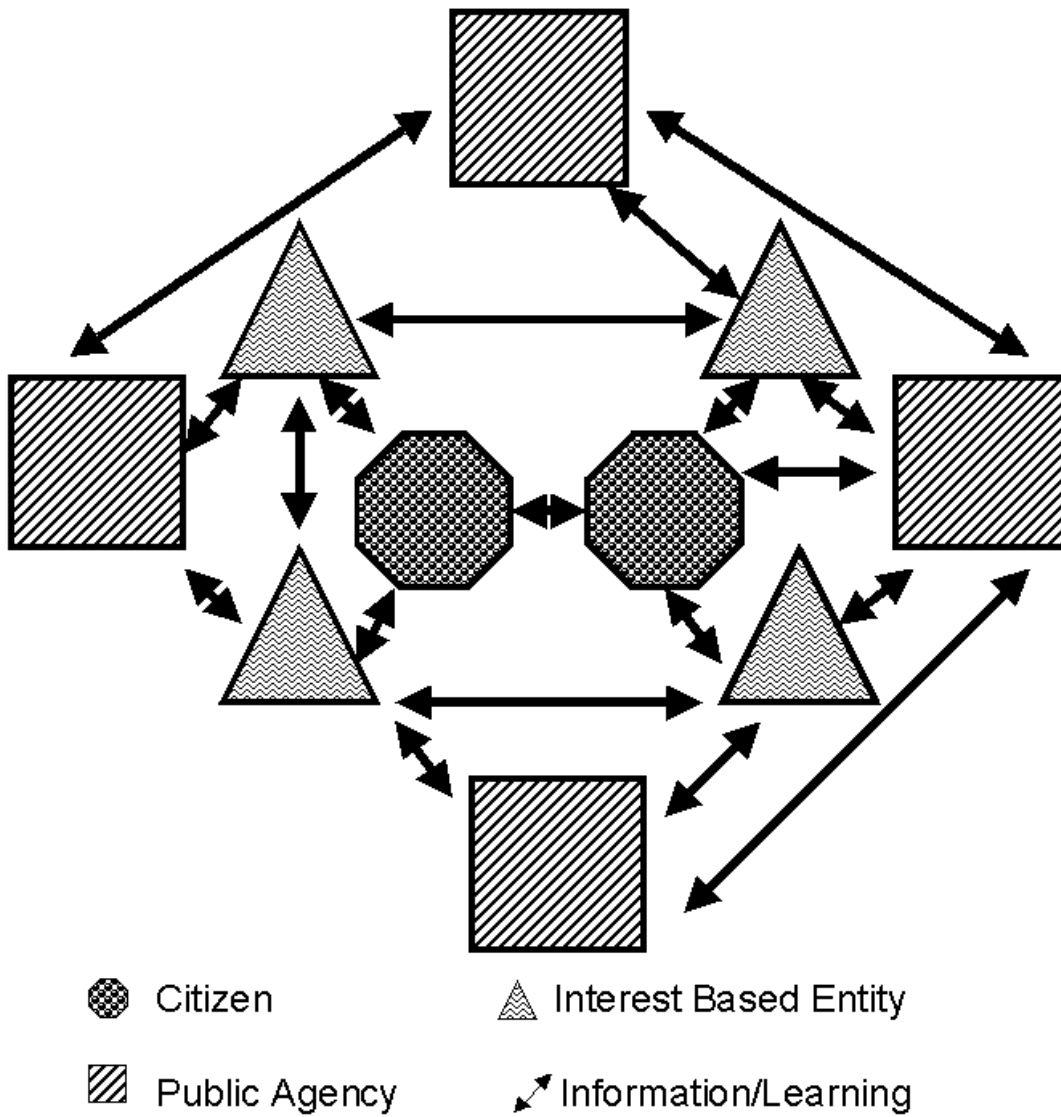 Citizen
Interest Based Entity
Public Agency
Information/Learning